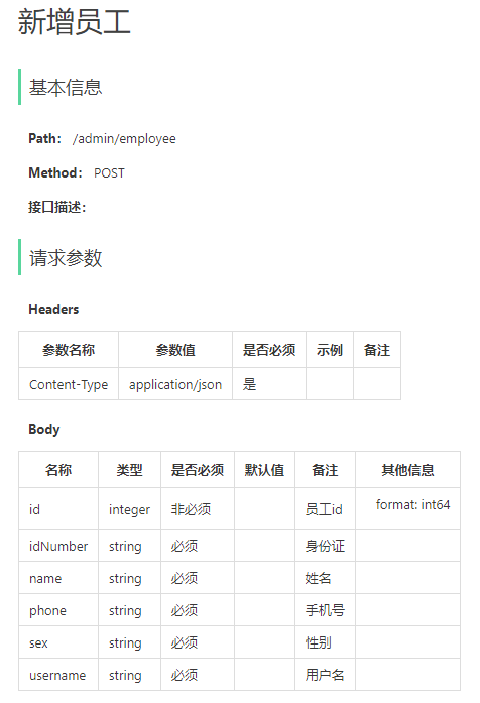 新增员工
基本信息
Path： /admin/employee
Method： POST
接口描述：
请求参数
Headers
参数名称 参数值 是否必须 示例 备注
Content-Type application/json 是
Body
名称 类型 是否必须 默认值 备注 其他信息
id integer 非必须 员工id format: int64
idNumber string 必须 身份证
name string 必须 姓名
phone string 必须 手机号
sex string 必须 性别
username string 必须 用户名